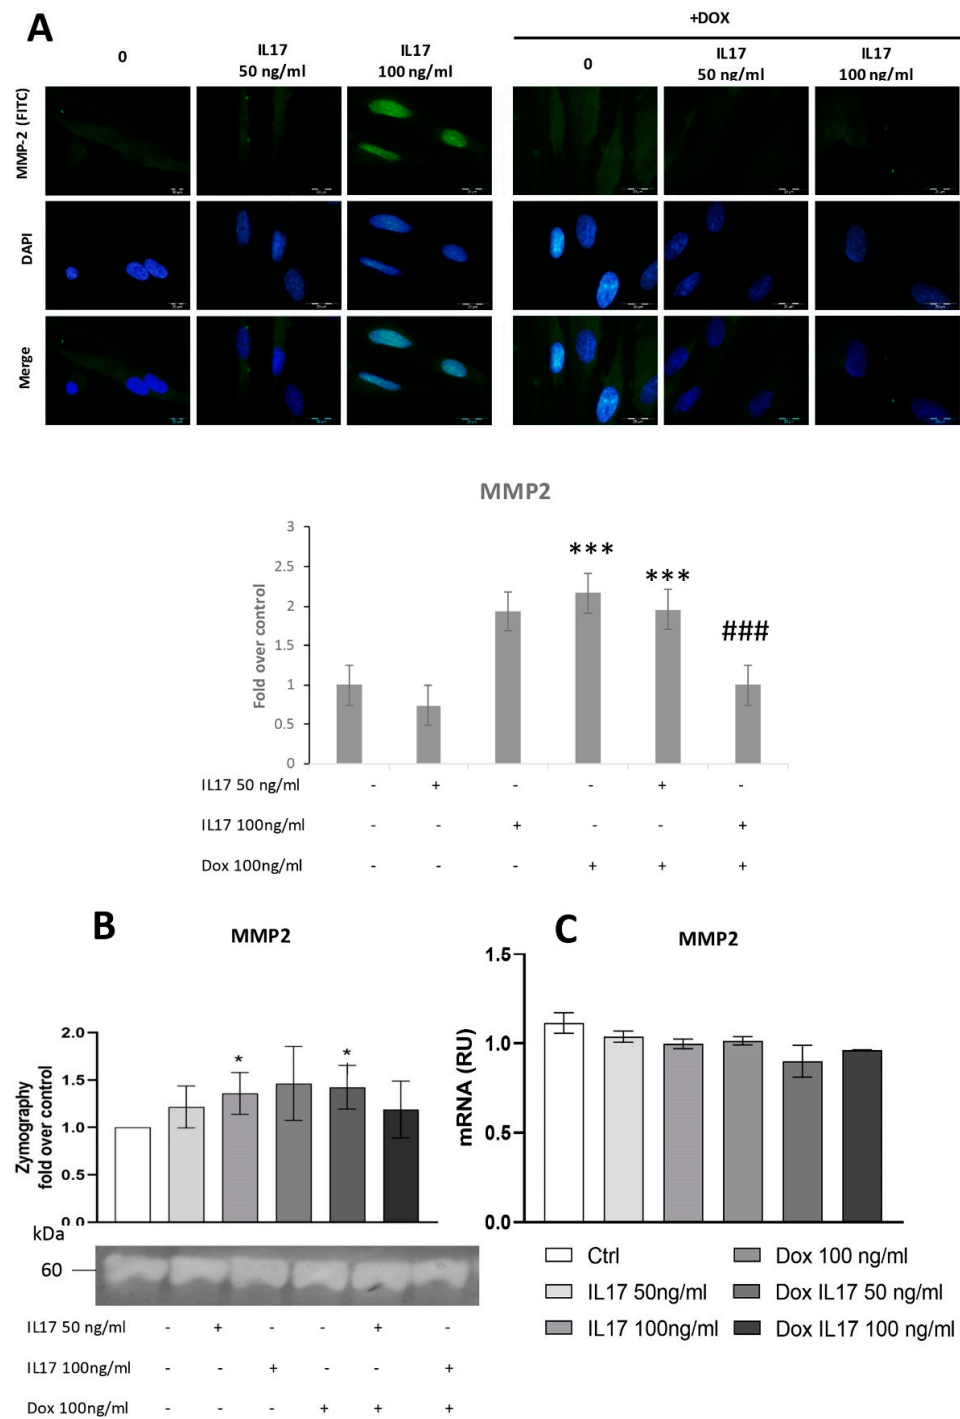 A
+DOX
0
IL17
50 ng/ml
IL17
100 ng/ml
0
IL17
50 ng/ml
IL17
100 ng/ml
MMP-2 (FITC)
DAPI
Merge
MMP2
Fold over control
3
2.5
2
1.5
1
0.5
0
***
***
###
IL17 50 ng/ml - + - - + -
IL17 100ng/ml - - + - - +
Dox 100ng/ml - - - + + +
B
MMP2
Zymography
fold over control
2.0
1.5
1.0
0.5
0.0
*
*
kDa
60
IL17 50 ng/ml - + - - + -
IL17 100ng/ml - - + - - +
Dox 100ng/ml - - - + + +
C
MMP2
mRNA (RU)
1.5
1.0
0.5
0.0
Ctrl
IL17 50ng/ml
IL17 100ng/ml
Dox 100 ng/ml
Dox IL17 50 ng/ml
Dox IL17 100 ng/ml